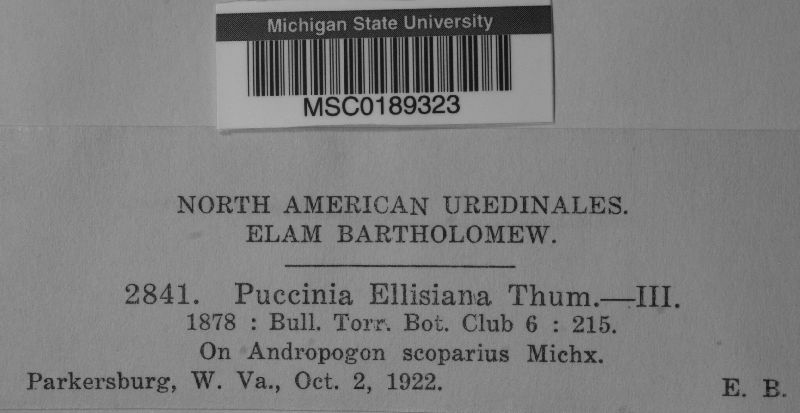 Michigan State University
MSC0189323
NORTH AMERICAN UREDINALES.
ELAM BARTHOLOMEW.
2841. Puccinia Ellisiana Thum.—III.
1878 : Bull. Torr. Bot. Club 6 : 215.
On Andropogon scoparius Michx.
Parkersburg, W. Va., Oct. 2, 1922. E. B.